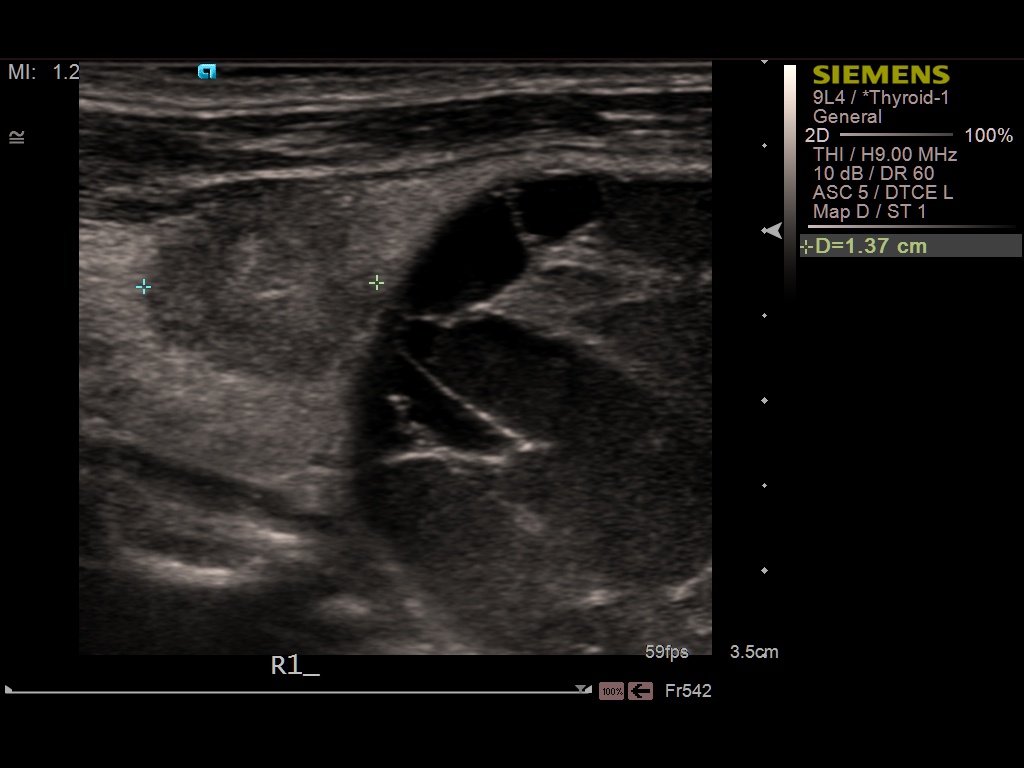 MI: 1.2
SIEMENS
9L4 / *Thyroid-1
General
2D 100%
THI / H9.00 MHz
10 dB / DR 60
ASC 5 / DTCE L
Map D / ST 1
D=1.37 cm
59fps 3.5cm
R1_
100% Fr542